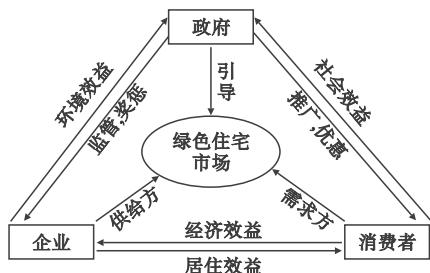 政府
环境效益
监管,奖惩
引导
社会效益
推广,优惠
绿色住宅
市场
供给方
需求方
企业
经济效益
居住效益
消费者